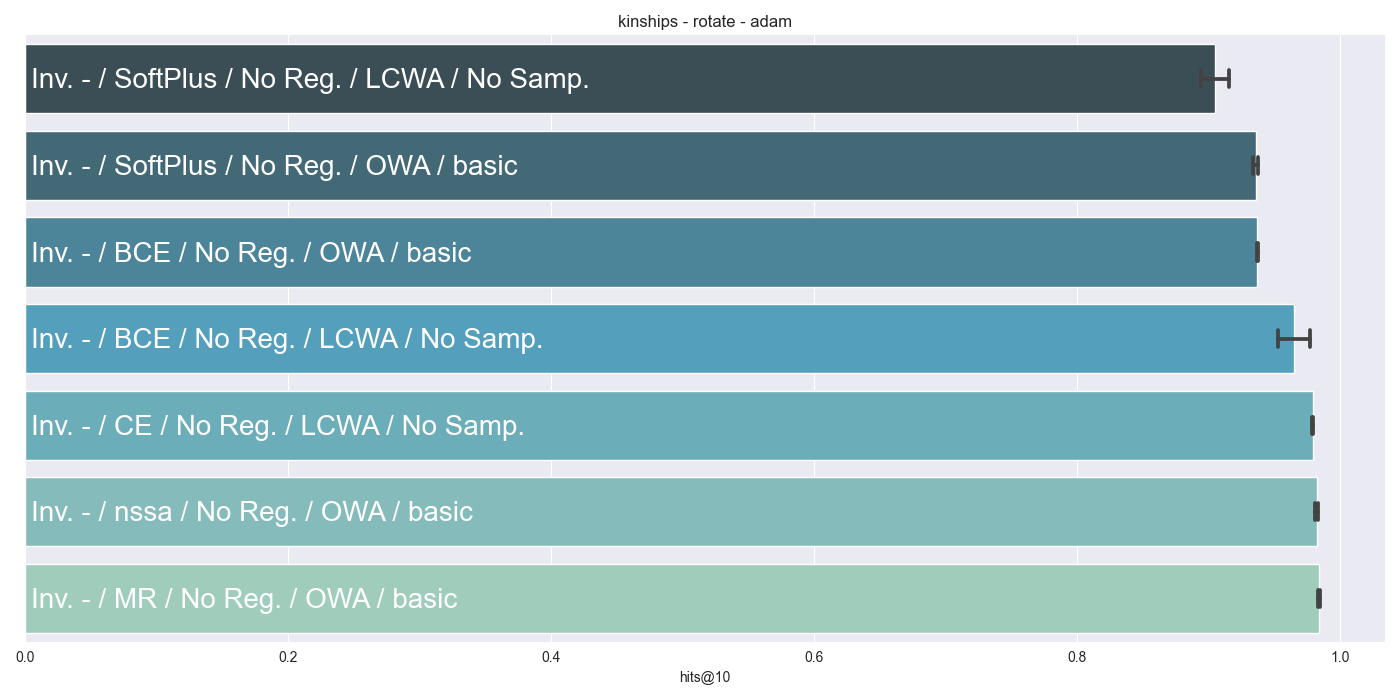 kinships - rotate - adam
Inv. - / SoftPlus / No Reg. / LCWA / No Samp.
Inv. - / SoftPlus / No Reg. / OWA / basic
Inv. - / BCE / No Reg. / OWA / basic
Inv. - / BCE / No Reg. / LCWA / No Samp.
Inv. - / CE / No Reg. / LCWA / No Samp.
Inv. - / nssa / No Reg. / OWA / basic
Inv. - / MR / No Reg. / OWA / basic
0.0 0.2 0.4 0.6 0.8 1.0
hits@10